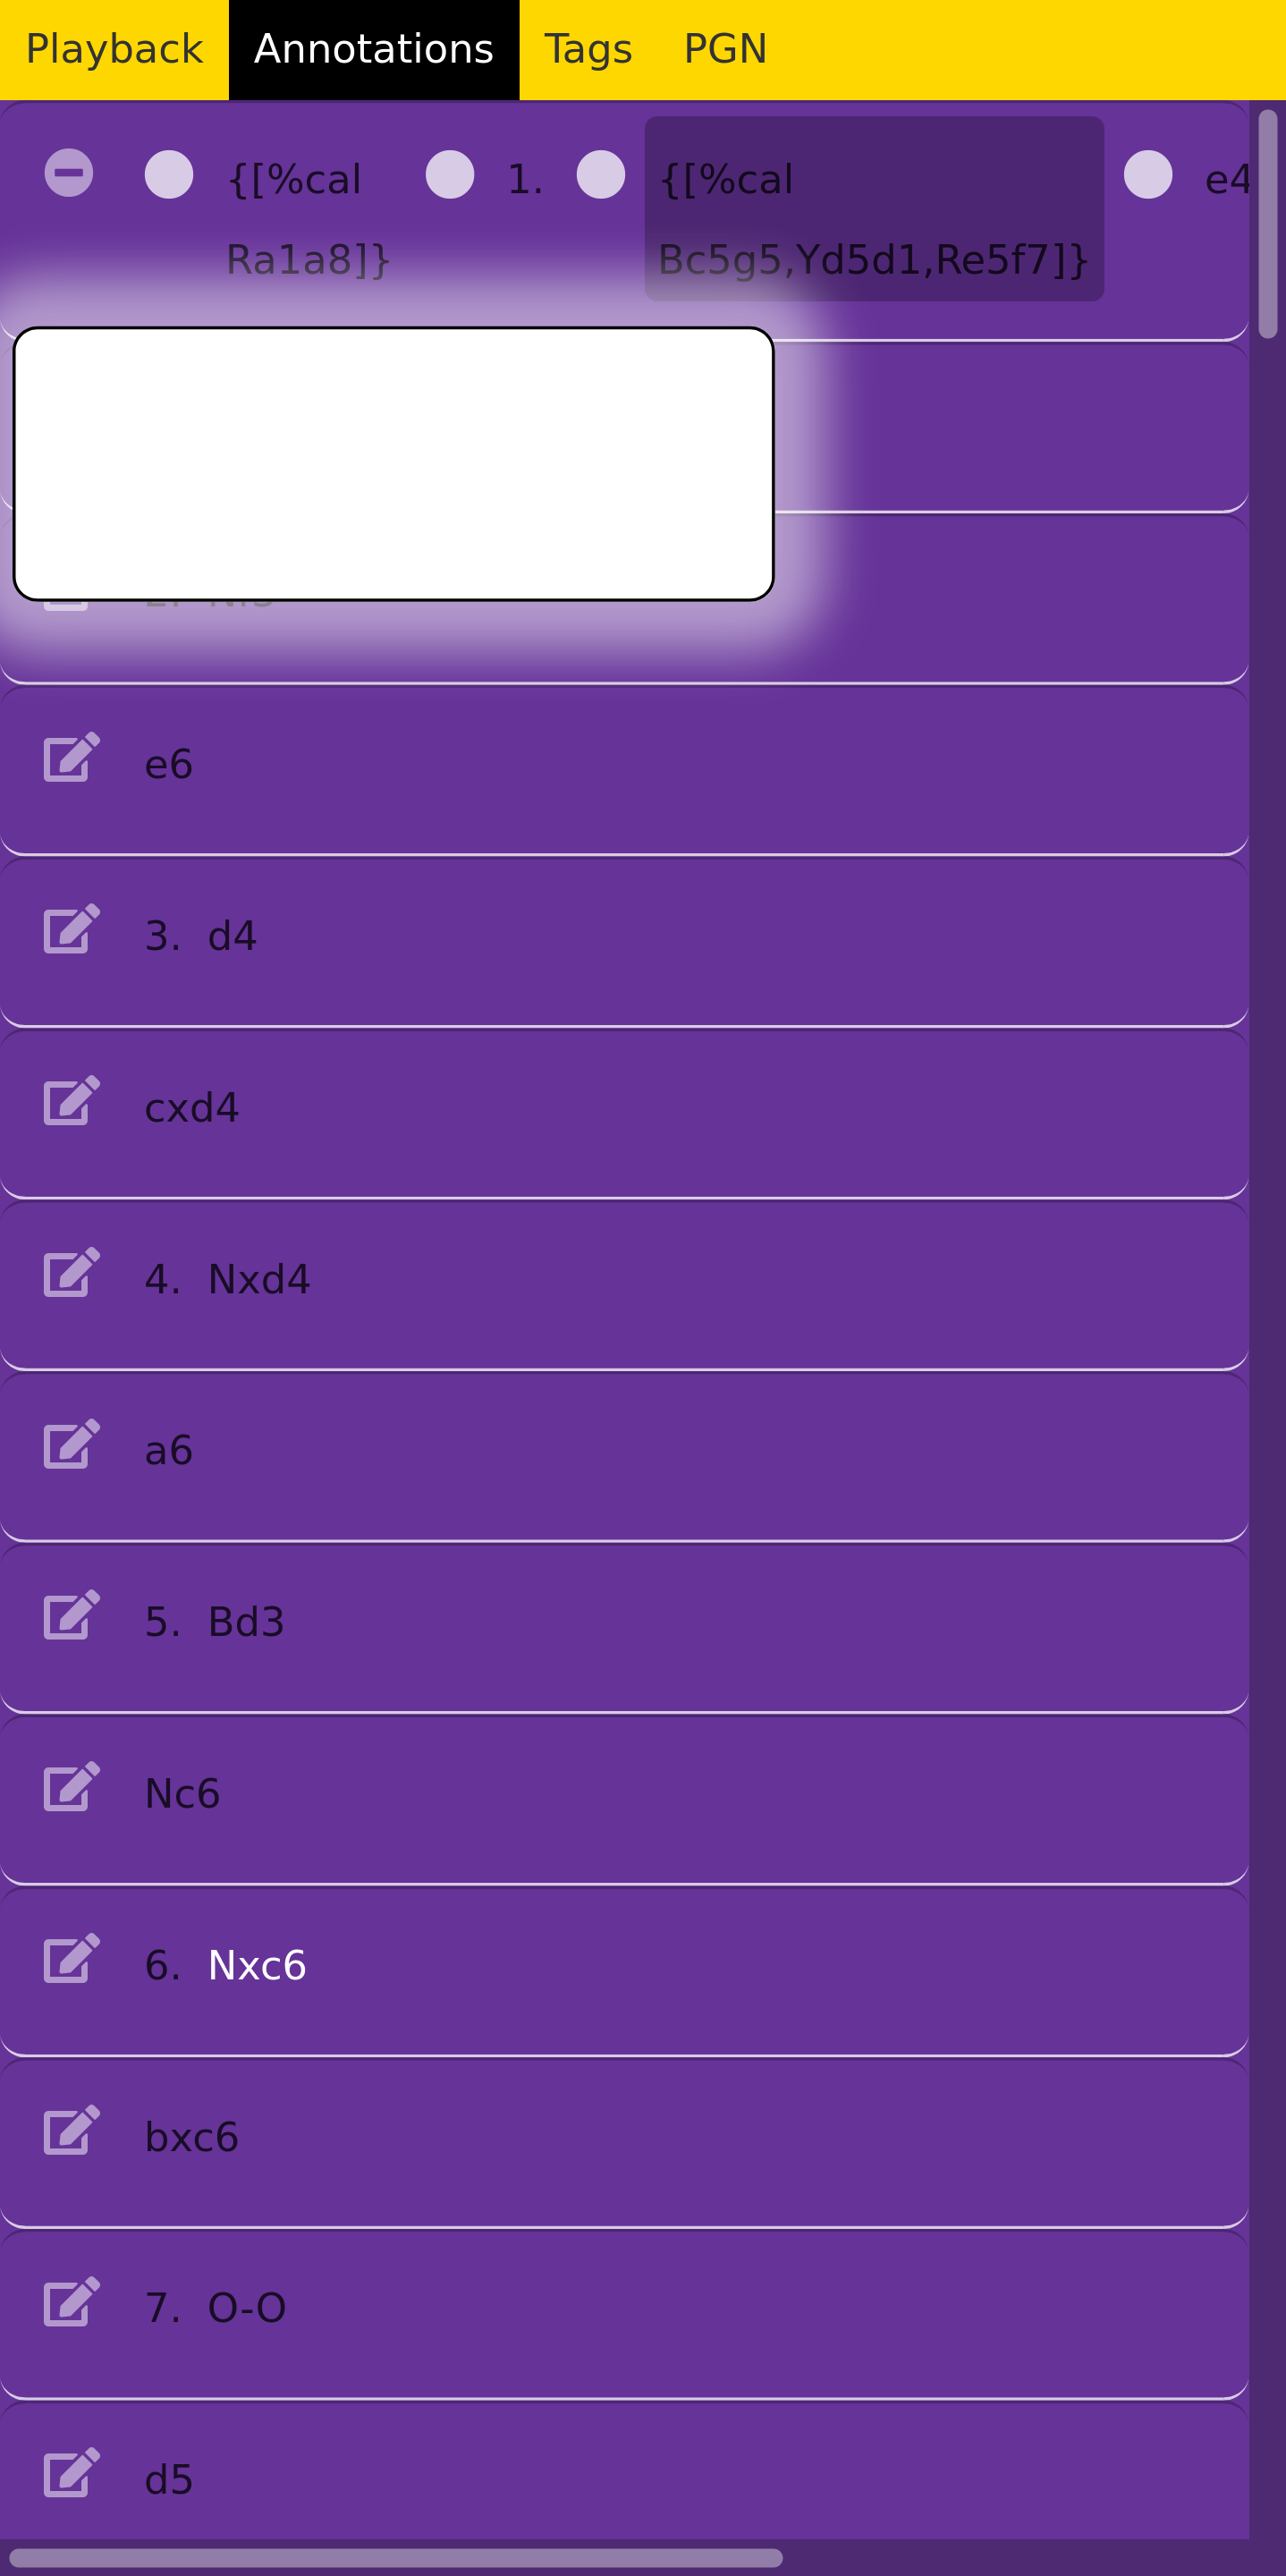 Playback Annotations Tags PGN
{[%cal 1. {[%cal e4
Ra1a8]} Bc5g5,Yd5d1,Re5f7]}
e6
3. d4
cxd4
4. Nxd4
a6
5. Bd3
Nc6
6. Nxc6
bxc6
7. O-O
d5